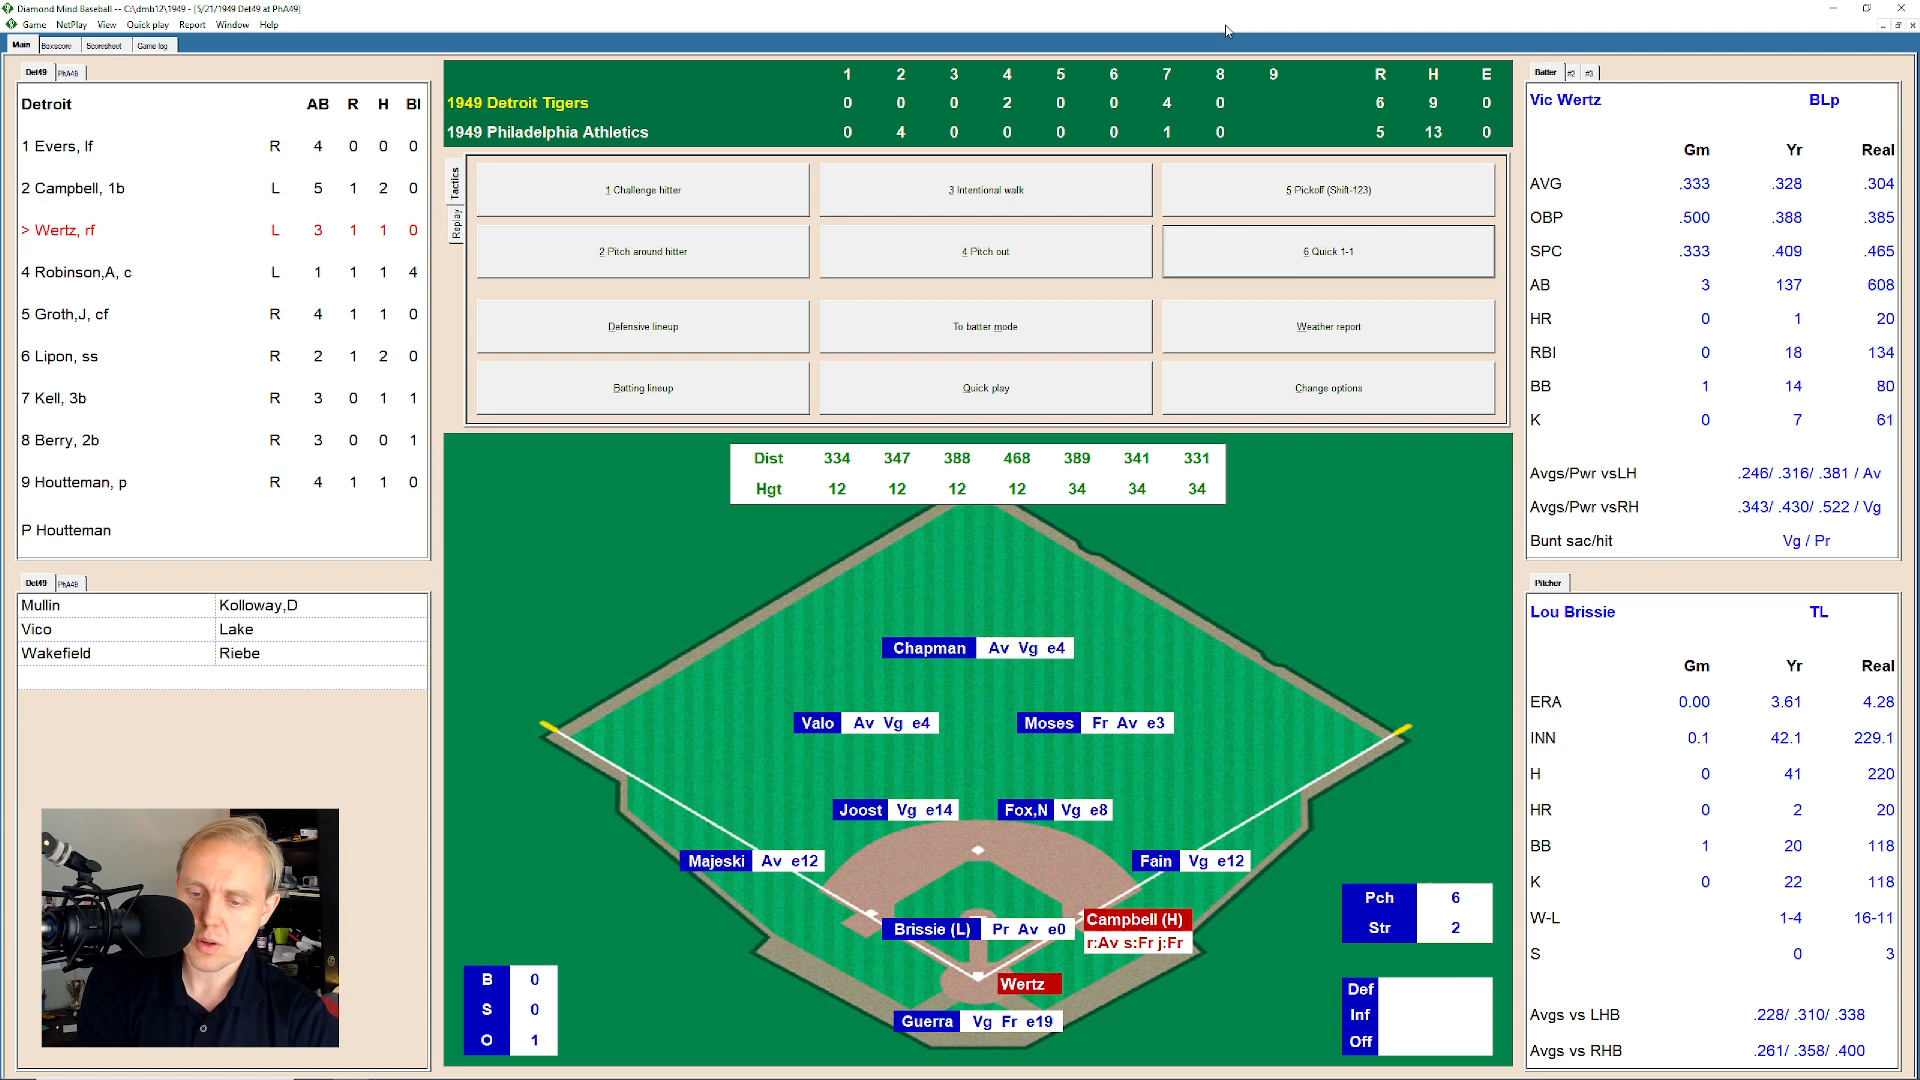 Diamond Mind Baseball -- C:\dmb12\1949 - [5/21/1949 Det49 at PhA49]
Game NetPlay View Quick play Report Window Help
Main Boxscore Scoresheet Game log
Det49 PhA49
Detroit AB R H BI
1 Evers, lf R 4 0 0 0
2 Campbell, 1b L 5 1 2 0
> Wertz, rf L 3 1 1 0
4 Robinson,A, c L 1 1 1 4
5 Groth,J, cf R 4 1 1 0
6 Lipon, ss R 2 1 2 0
7 Kell, 3b R 3 0 1 1
8 Berry, 2b R 3 0 0 1
9 Houtteman, p R 4 1 1 0
P Houtteman
Det49 PhA49
Mullin Kolloway,D
Vico Lake
Wakefield Riebe
1 2 3 4 5 6 7 8 9 R H E
1949 Detroit Tigers 0 0 0 2 0 0 4 0 6 9 0
1949 Philadelphia Athletics 0 4 0 0 0 0 1 0 5 13 0
Tactics
Replay
1 Challenge hitter 3 Intentional walk 5 Pickoff (Shift-123)
2 Pitch around hitter 4 Pitch out 6 Quick 1-1
Defensive lineup To batter mode Weather report
Batting lineup Quick play Change options
Dist 334 347 388 468 389 341 331
Hgt 12 12 12 12 34 34 34
Chapman Av Vg e4
Valo Av Vg e4 Moses Fr Av e3
Joost Vg e14 Fox,N Vg e8
Majeski Av e12 Fain Vg e12
Brissie (L) Pr Av e0 Campbell (H)
r:Av s:Fr j:Fr
Wertz
Guerra Vg Fr e19
B 0
S 0
O 1
Pch 6
Str 2
Def
Inf
Off
Batter #2 #3
Vic Wertz BLp
Gm Yr Real
AVG .333 .328 .304
OBP .500 .388 .385
SPC .333 .409 .465
AB 3 137 608
HR 0 1 20
RBI 0 18 134
BB 1 14 80
K 0 7 61
Avgs/Pwr vsLH .246/ .316/ .381 / Av
Avgs/Pwr vsRH .343/ .430/ .522 / Vg
Bunt sac/hit Vg / Pr
Pitcher
Lou Brissie TL
Gm Yr Real
ERA 0.00 3.61 4.28
INN 0.1 42.1 229.1
H 0 41 220
HR 0 2 20
BB 1 20 118
K 0 22 118
W-L 1-4 16-11
S 0 3
Avgs vs LHB .228/ .310/ .338
Avgs vs RHB .261/ .358/ .400